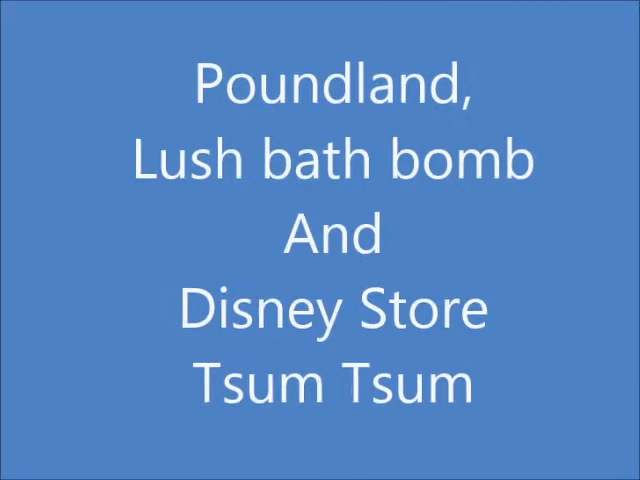 Poundland,
Lush bath bomb
And
Disney Store
Tsum Tsum